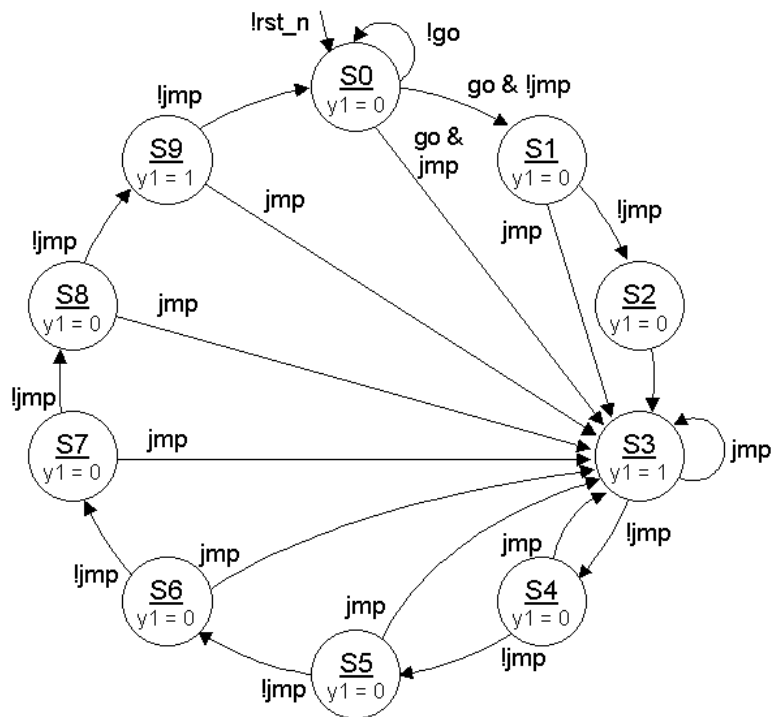 !rst_n
!go
S0
y1 = 0
go & !jmp
go &
jmp
!jmp
S9
y1 = 1
jmp
S1
y1 = 0
!jmp
jmp
!jmp
S8
y1 = 0
jmp
S2
y1 = 0
!jmp
S7
y1 = 0
jmp
S3
y1 = 1
jmp
!jmp
!jmp
S6
y1 = 0
jmp
jmp
S4
y1 = 0
!jmp
jmp
S5
y1 = 0
!jmp